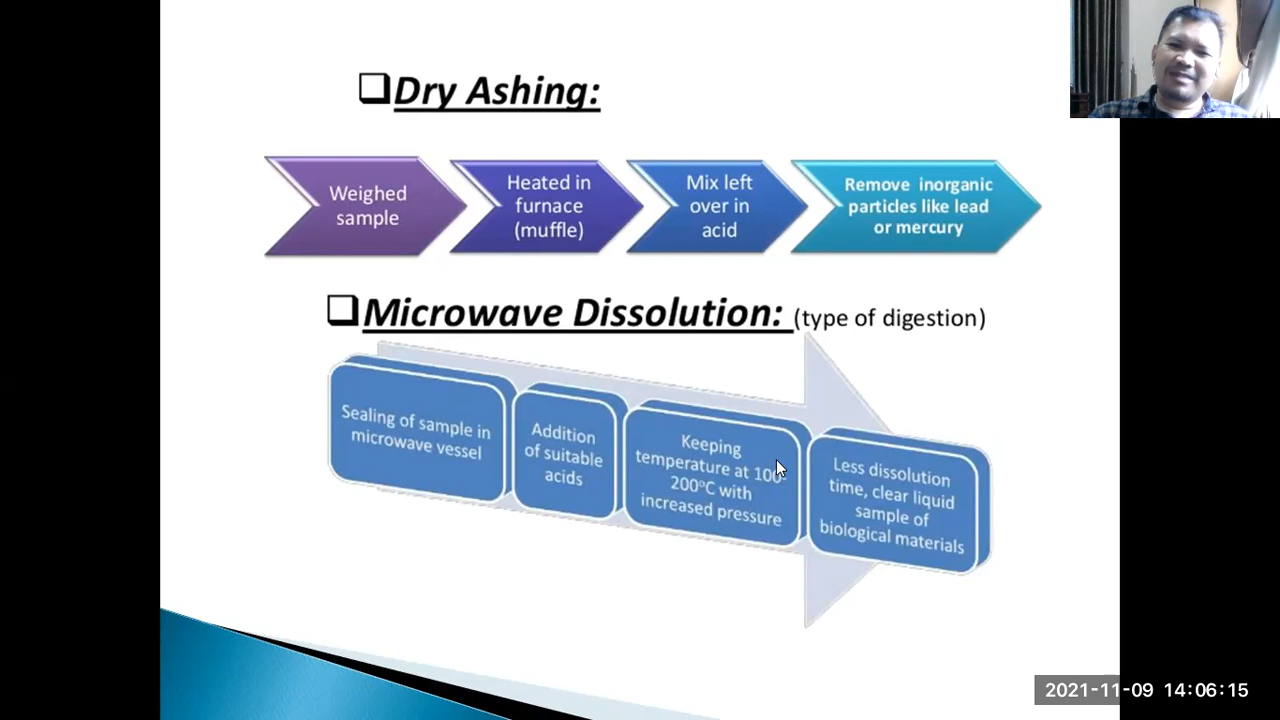 Dry Ashing:
Weighed
sample
Heated in
furnace
(muffle)
Mix left
over in
acid
Remove inorganic
particles like lead
or mercury
Microwave Dissolution: (type of digestion)
Sealing of sample in
microwave vessel
Addition
of suitable
acids
Keeping
temperature at 100-
200°C with
increased pressure
Less dissolution
time, clear liquid
sample of
biological materials
2021-11-09 14:06:15